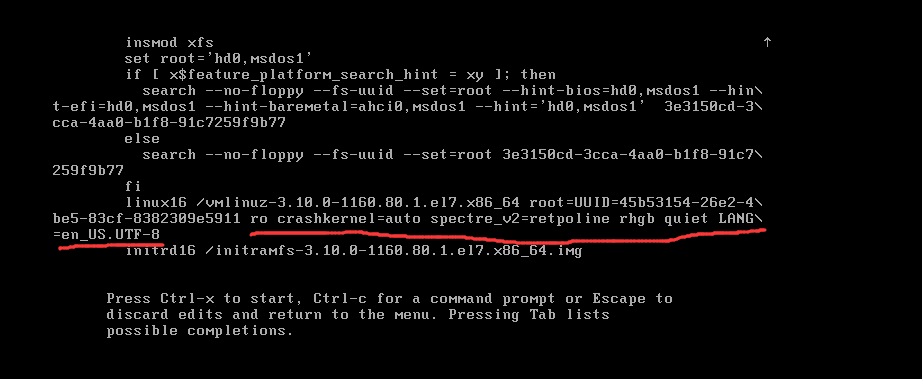 insmod xfs ↑
set root='hd0,msdos1'
if [ x$feature_platform_search_hint = xy ]; then
search --no-floppy --fs-uuid --set=root --hint-bios=hd0,msdos1 --hin\
t-efi=hd0,msdos1 --hint-baremetal=ahci0,msdos1 --hint='hd0,msdos1' 3e3150cd-3\
cca-4aa0-b1f8-91c7259f9b77
else
search --no-floppy --fs-uuid --set=root 3e3150cd-3cca-4aa0-b1f8-91c7\
259f9b77
fi
linux16 /vmlinuz-3.10.0-1160.80.1.el7.x86_64 root=UUID=45b53154-26e2-4\
be5-83cf-8382309e5911 ro crashkernel=auto spectre_v2=retpoline rhgb quiet LANG\
=en_US.UTF-8
initrd16 /initramfs-3.10.0-1160.80.1.el7.x86_64.img
Press Ctrl-x to start, Ctrl-c for a command prompt or Escape to
discard edits and return to the menu. Pressing Tab lists
possible completions.